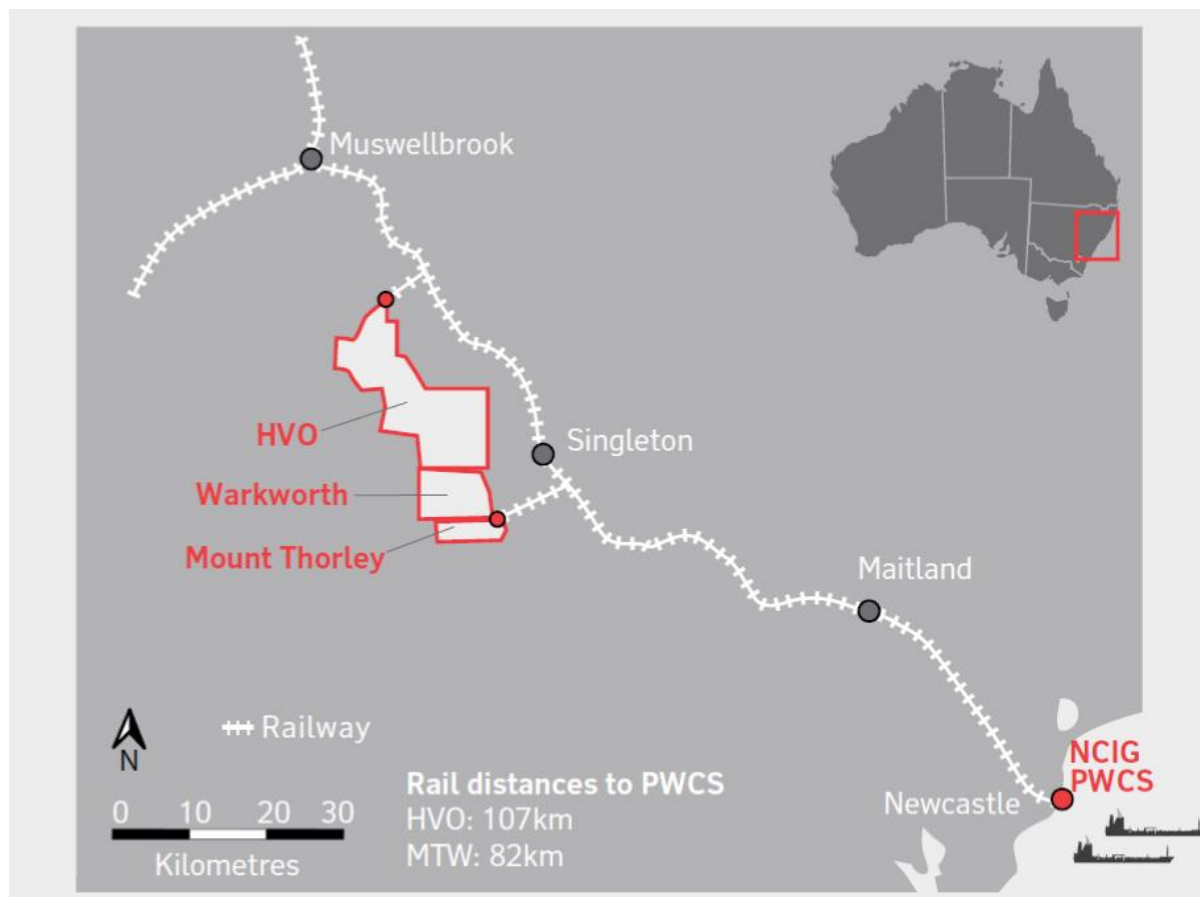 Muswellbrook
HVO
Singleton
Warkworth
Mount Thorley
Maitland
N
Railway
NCIG
PWCS
Newcastle
0 10 20 30
Kilometres
Rail distances to PWCS
HVO: 107km
MTW: 82km